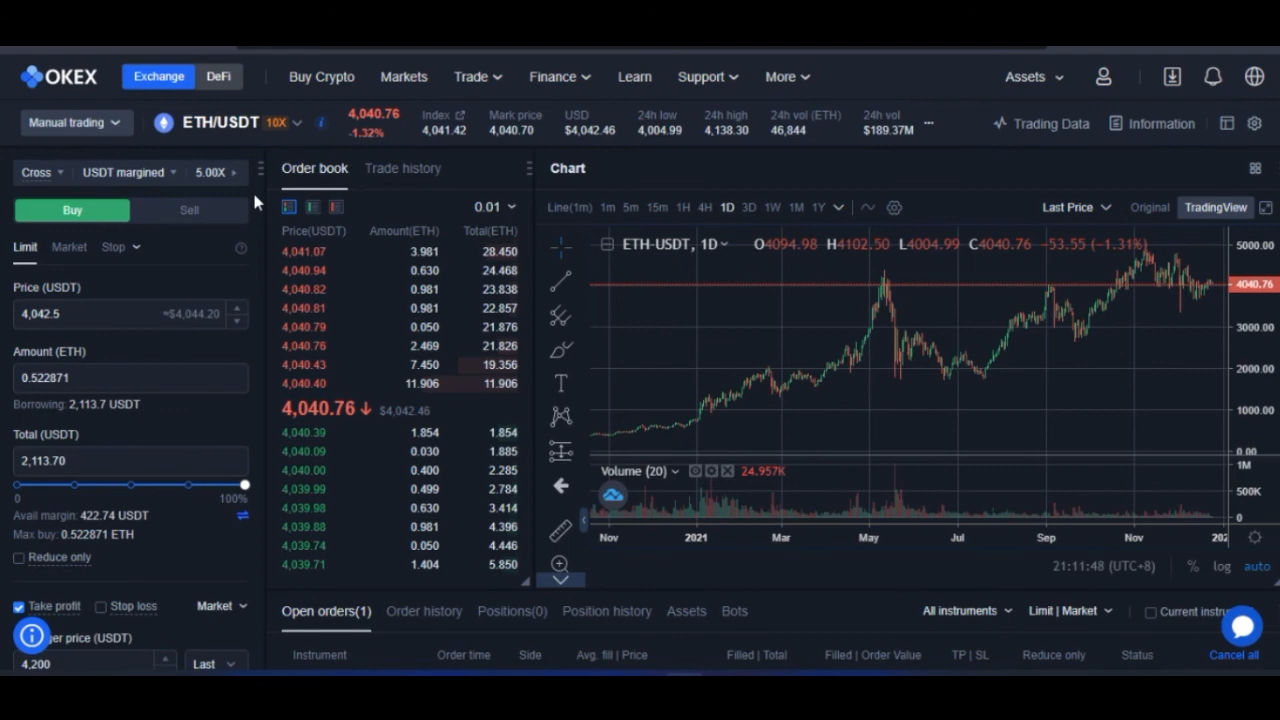 OKEX Exchange DeFi Buy Crypto Markets Trade Finance Learn Support More Assets
Manual trading ETH/USDT 10X 4,040.76 -1.32% Index 4,041.42 Mark price 4,040.70 USD $4,042.46 24h low 4,004.99 24h high 4,138.30 24h vol (ETH) 46,844 24h vol $189.37M ... Trading Data Information
Cross USDT margined 5.00X
Buy Sell
Limit Market Stop
Price (USDT)
4,042.5 ≈$4,044.20
Amount (ETH)
0.522871
Borrowing: 2,113.7 USDT
Total (USDT)
2,113.70
0 100%
Avail margin: 422.74 USDT
Max buy: 0.522871 ETH
Reduce only
Take profit Stop loss Market
ger price (USDT)
4,200 Last
Order book Trade history
0.01
Price(USDT) Amount(ETH) Total(ETH)
4,041.07 3.981 28.450
4,040.94 0.630 24.468
4,040.82 0.981 23.838
4,040.81 0.981 22.857
4,040.79 0.050 21.876
4,040.76 2.469 21.826
4,040.43 7.450 19.356
4,040.40 11.906 11.906
4,040.76 $4,042.46
4,040.39 1.854 1.854
4,040.09 0.030 1.885
4,040.00 0.400 2.285
4,039.99 0.499 2.784
4,039.98 0.630 3.414
4,039.88 0.981 4.396
4,039.74 0.050 4.446
4,039.71 1.404 5.850
Chart
Line(1m) 1m 5m 15m 1H 4H 1D 3D 1W 1M 1Y Last Price Original TradingView
ETH-USDT, 1D O4094.98 H4102.50 L4004.99 C4040.76 −53.55 (−1.31%)
5000.00
4040.76
3000.00
2000.00
1000.00
0.00
Volume (20) 24.957K
1M
500K
0
Nov 2021 Mar May Jul Sep Nov 202
21:11:48 (UTC+8) % log auto
Open orders(1) Order history Positions(0) Position history Assets Bots All instruments Limit | Market Current instru
Instrument Order time Side Avg. fill | Price Filled | Total Filled | Order Value TP | SL Reduce only Status Cancel all